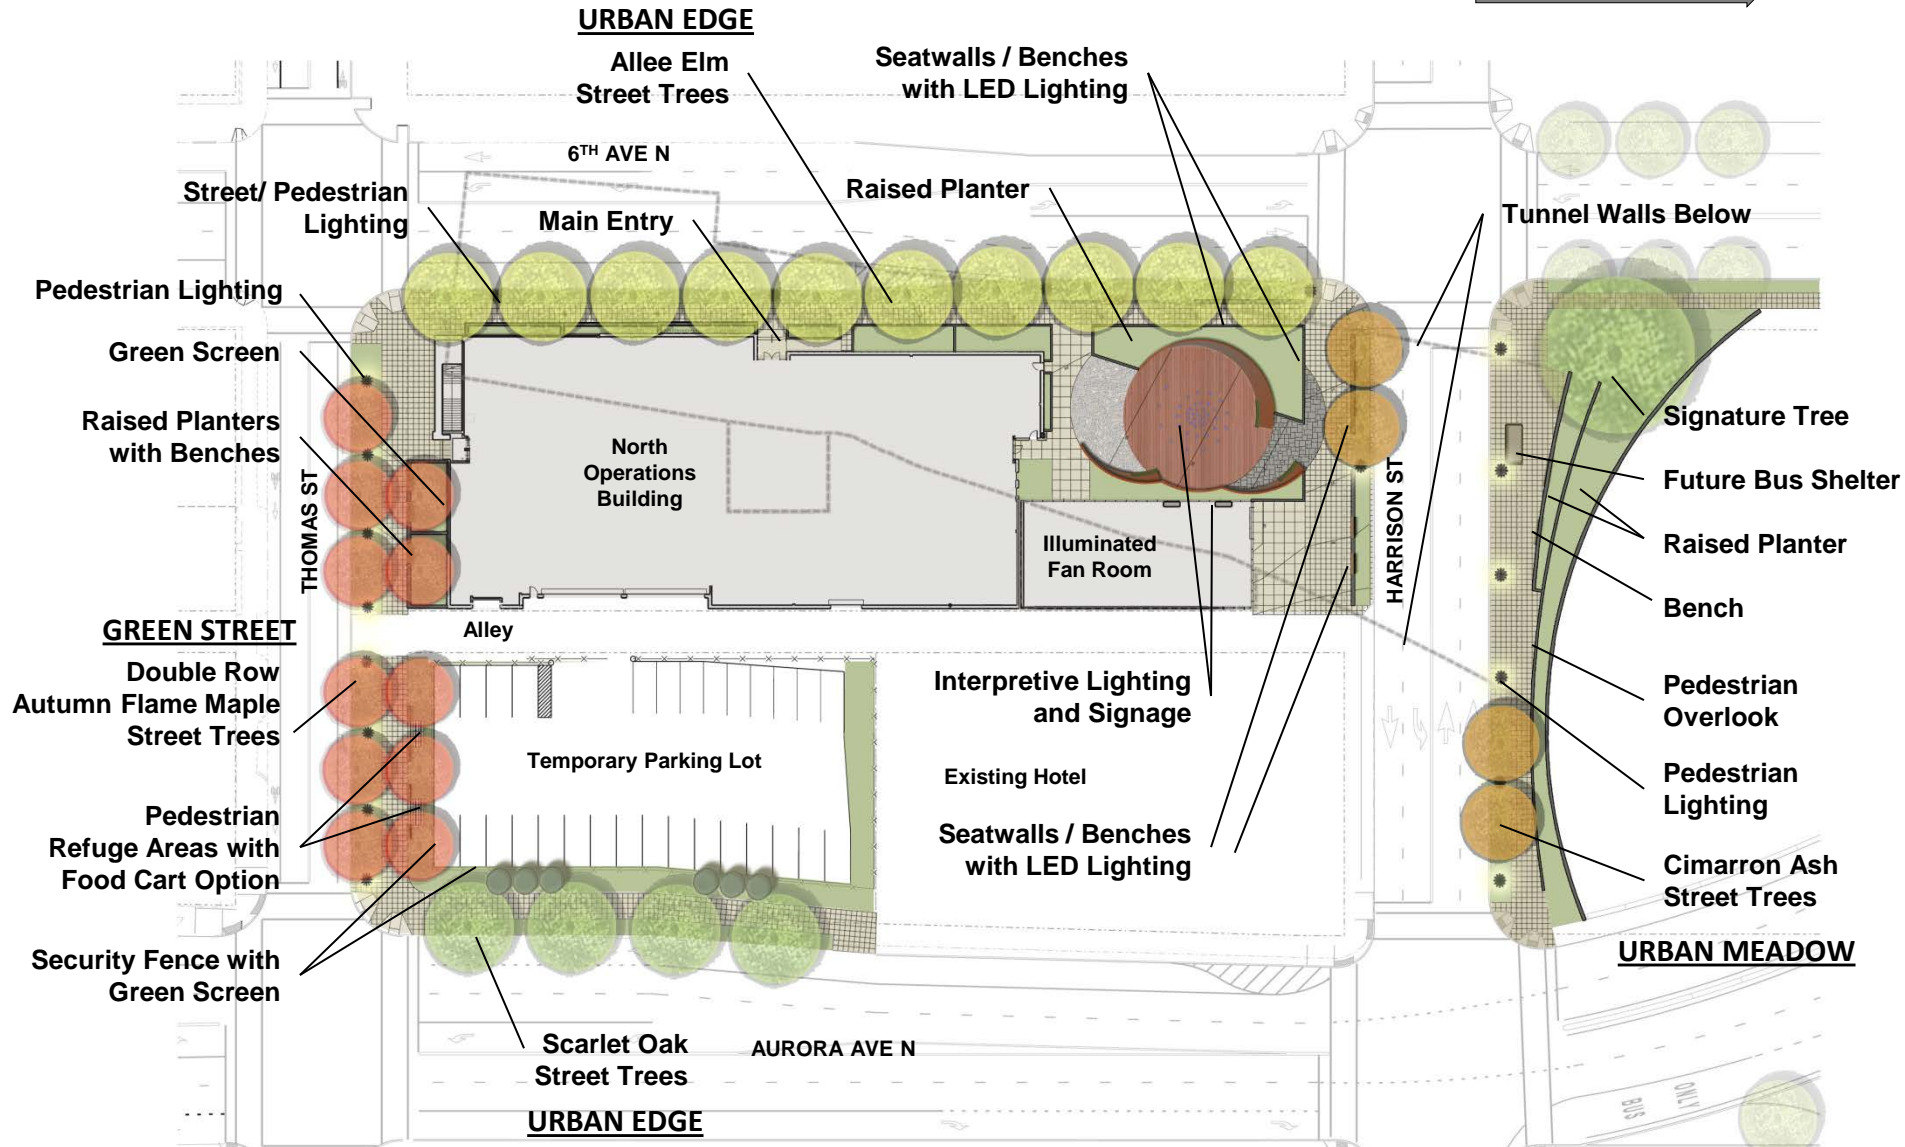 URBAN EDGE
Allee Elm
Street Trees
Seatwalls / Benches
with LED Lighting
6TH AVE N
Street/ Pedestrian
Lighting
Main Entry
Raised Planter
Tunnel Walls Below
Pedestrian Lighting
Green Screen
Raised Planters
with Benches
THOMAS ST
North
Operations
Building
Illuminated
Fan Room
HARRISON ST
Signature Tree
Future Bus Shelter
Raised Planter
Bench
GREEN STREET
Alley
Double Row
Autumn Flame Maple
Street Trees
Interpretive Lighting
and Signage
Pedestrian
Overlook
Temporary Parking Lot
Existing Hotel
Pedestrian
Lighting
Pedestrian
Refuge Areas with
Food Cart Option
Seatwalls / Benches
with LED Lighting
Cimarron Ash
Street Trees
Security Fence with
Green Screen
URBAN MEADOW
Scarlet Oak
Street Trees
AURORA AVE N
URBAN EDGE
ONLY
BUS